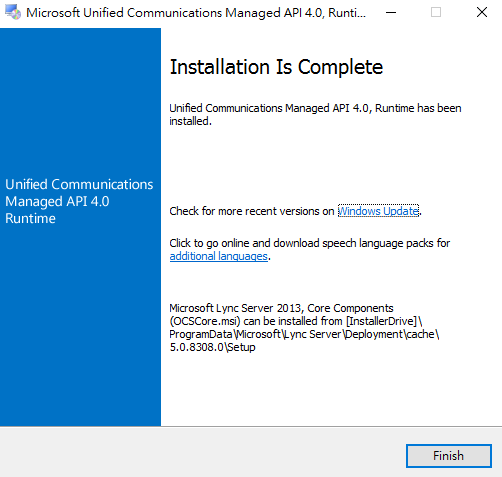 Microsoft Unified Communications Managed API 4.0, Runti...
Installation Is Complete
Unified Communications Managed API 4.0, Runtime has been
installed.
Unified Communications
Managed API 4.0
Runtime
Check for more recent versions on Windows Update.
Click to go online and download speech language packs for
additional languages.
Microsoft Lync Server 2013, Core Components
(OCSCore.msi) can be installed from [InstallerDrive]\
ProgramData\Microsoft\Lync Server\Deployment\cache\
5.0.8308.0\Setup
Finish